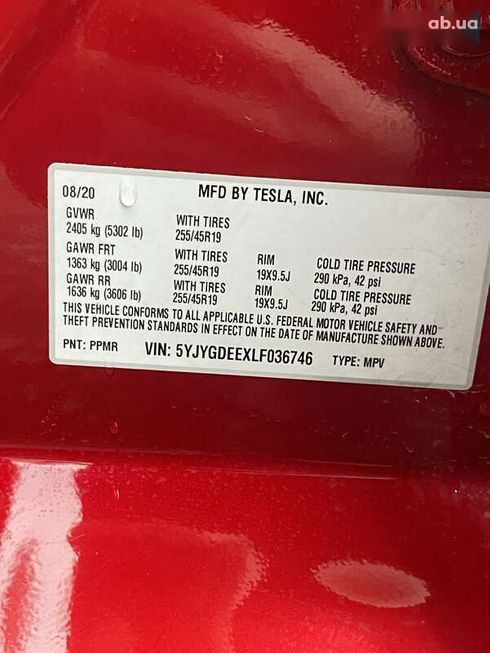 ab.ua
08/20 MFD BY TESLA, INC.
GVWR
2405 kg (5302 lb) WITH TIRES 255/45R19
GAWR FRT
1363 kg (3004 lb) WITH TIRES 255/45R19 RIM 19X9.5J COLD TIRE PRESSURE 290 kPa, 42 psi
GAWR RR
1636 kg (3606 lb) WITH TIRES 255/45R19 RIM 19X9.5J COLD TIRE PRESSURE 290 kPa, 42 psi
THIS VEHICLE CONFORMS TO ALL APPLICABLE U.S. FEDERAL MOTOR VEHICLE SAFETY AND
THEFT PREVENTION STANDARDS IN EFFECT ON THE DATE OF MANUFACTURE SHOWN ABOVE.
PNT: PPMR VIN: 5YJYGDEEXLF036746 TYPE: MPV